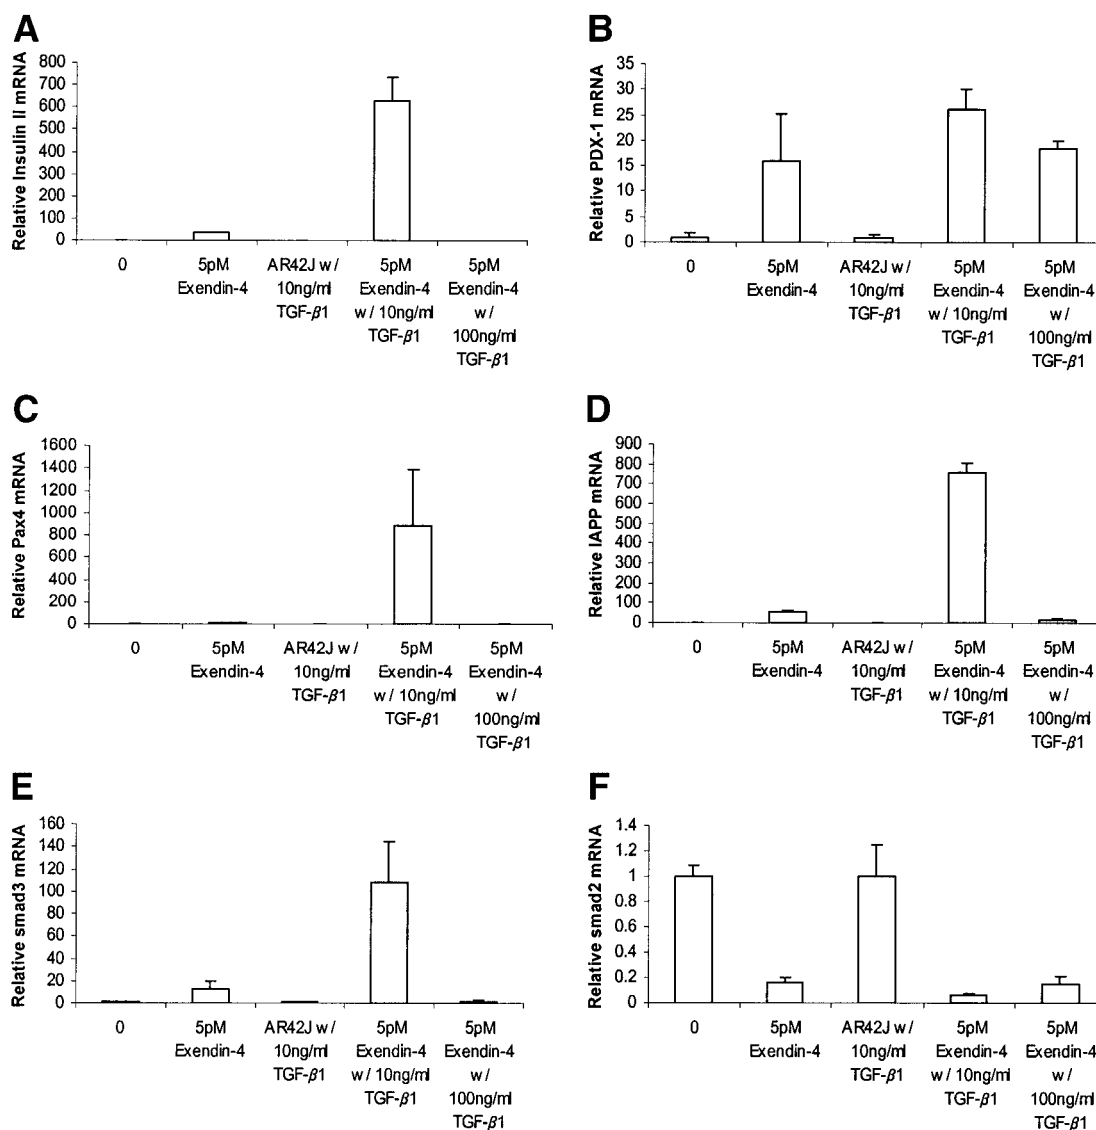 A
Relative Insulin II mRNA
800
700
600
500
400
300
200
100
0
0
5pM
Exendin-4
AR42J w/
10ng/ml
TGF-β1
5pM
Exendin-4
w/ 10ng/ml
TGF-β1
5pM
Exendin-4
w/
100ng/ml
TGF-β1
B
Relative PDX-1 mRNA
35
30
25
20
15
10
5
0
0
5pM
Exendin-4
AR42J w/
10ng/ml
TGF-β1
5pM
Exendin-4
w/ 10ng/ml
TGF-β1
5pM
Exendin-4
w/
100ng/ml
TGF-β1
C
Relative Pax4 mRNA
1600
1400
1200
1000
800
600
400
200
0
0
5pM
Exendin-4
AR42J w/
10ng/ml
TGF-β1
5pM
Exendin-4
w/ 10ng/ml
TGF-β1
5pM
Exendin-4
w/
100ng/ml
TGF-β1
D
Relative IAPP mRNA
900
800
700
600
500
400
300
200
100
0
0
5pM
Exendin-4
AR42J w/
10ng/ml
TGF-β1
5pM
Exendin-4
w/ 10ng/ml
TGF-β1
5pM
Exendin-4
w/
100ng/ml
TGF-β1
E
Relative smad3 mRNA
160
140
120
100
80
60
40
20
0
0
5pM
Exendin-4
AR42J w/
10ng/ml
TGF-β1
5pM
Exendin-4
w/ 10ng/ml
TGF-β1
5pM
Exendin-4
w/
100ng/ml
TGF-β1
F
Relative smad2 mRNA
1.4
1.2
1
0.8
0.6
0.4
0.2
0
0
5pM
Exendin-4
AR42J w/
10ng/ml
TGF-β1
5pM
Exendin-4
w/ 10ng/ml
TGF-β1
5pM
Exendin-4
w/
100ng/ml
TGF-β1